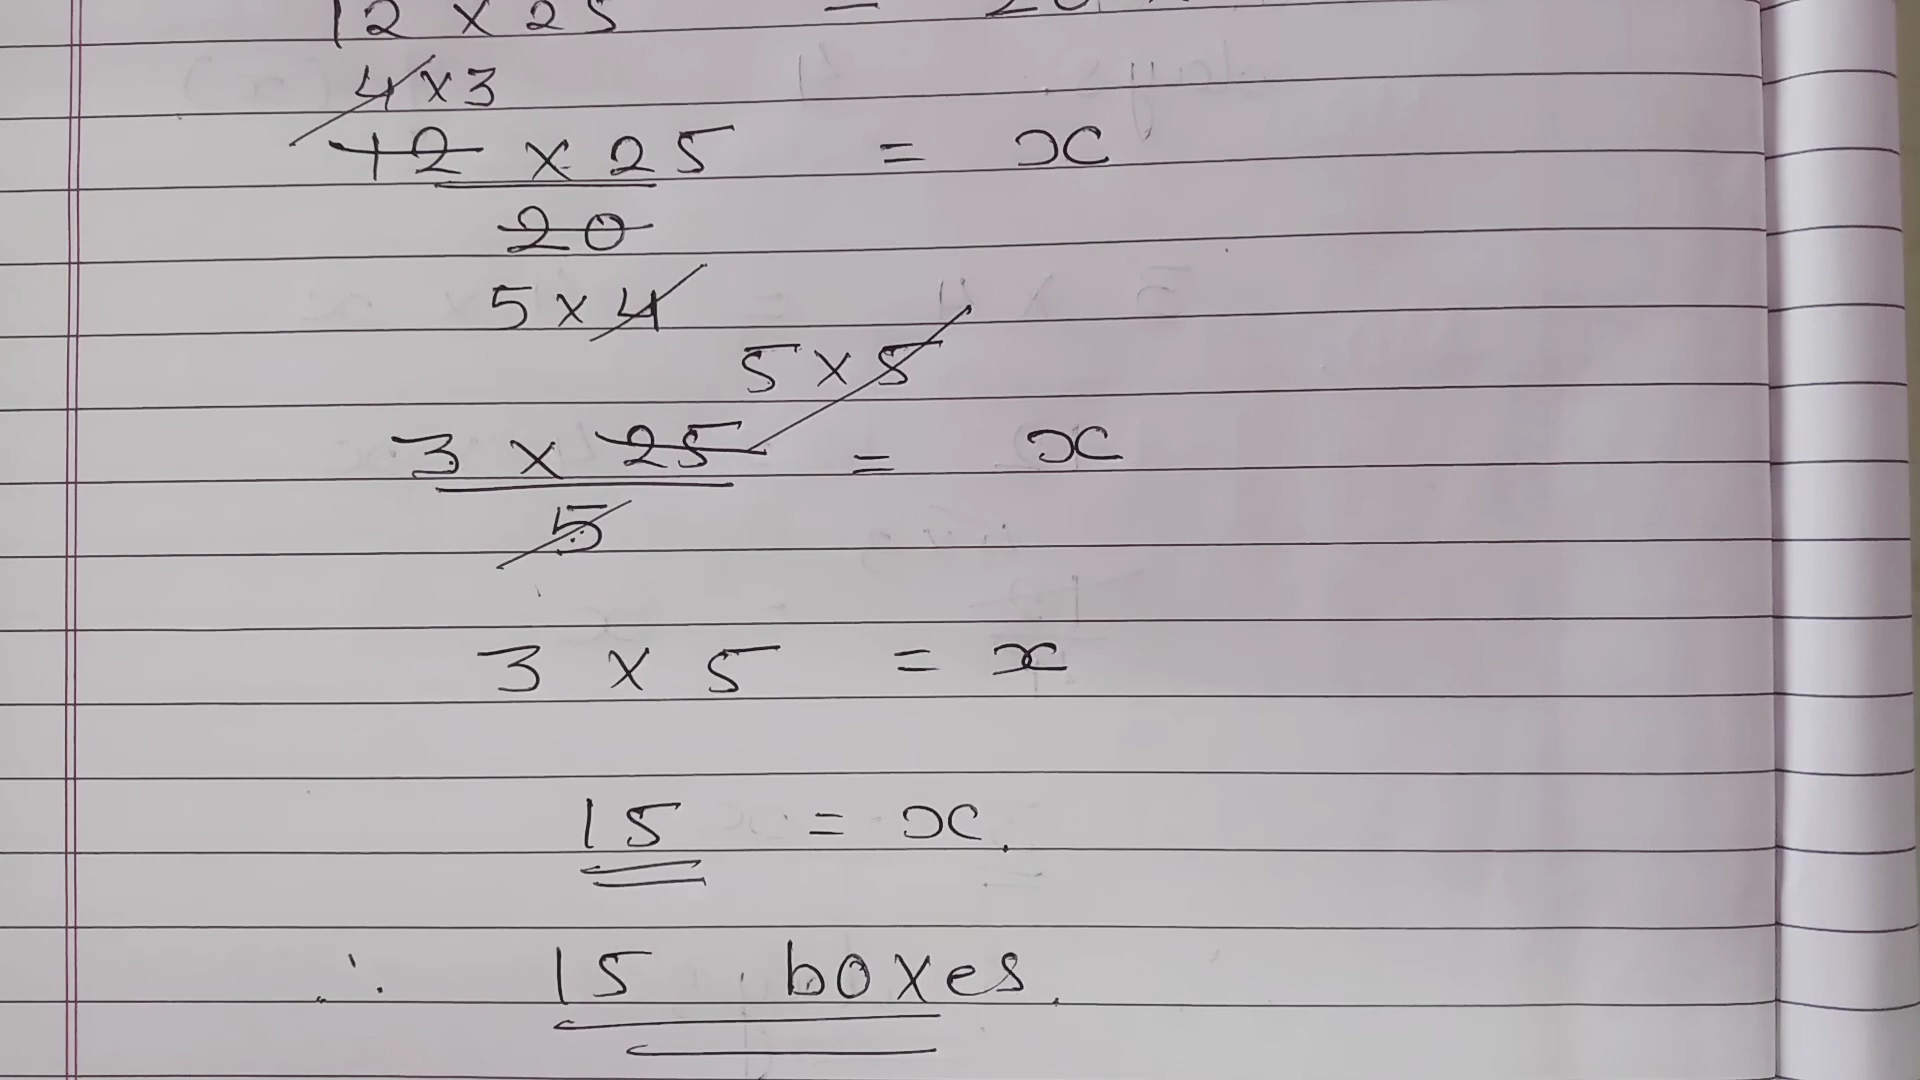 12 x 25 = 20 x
4 x 3
12 x 25 = x
20
5 x 4
5 x 5
3 x 25 = x
5
3 x 5 = x
15 = x.
∴ 15 boxes.